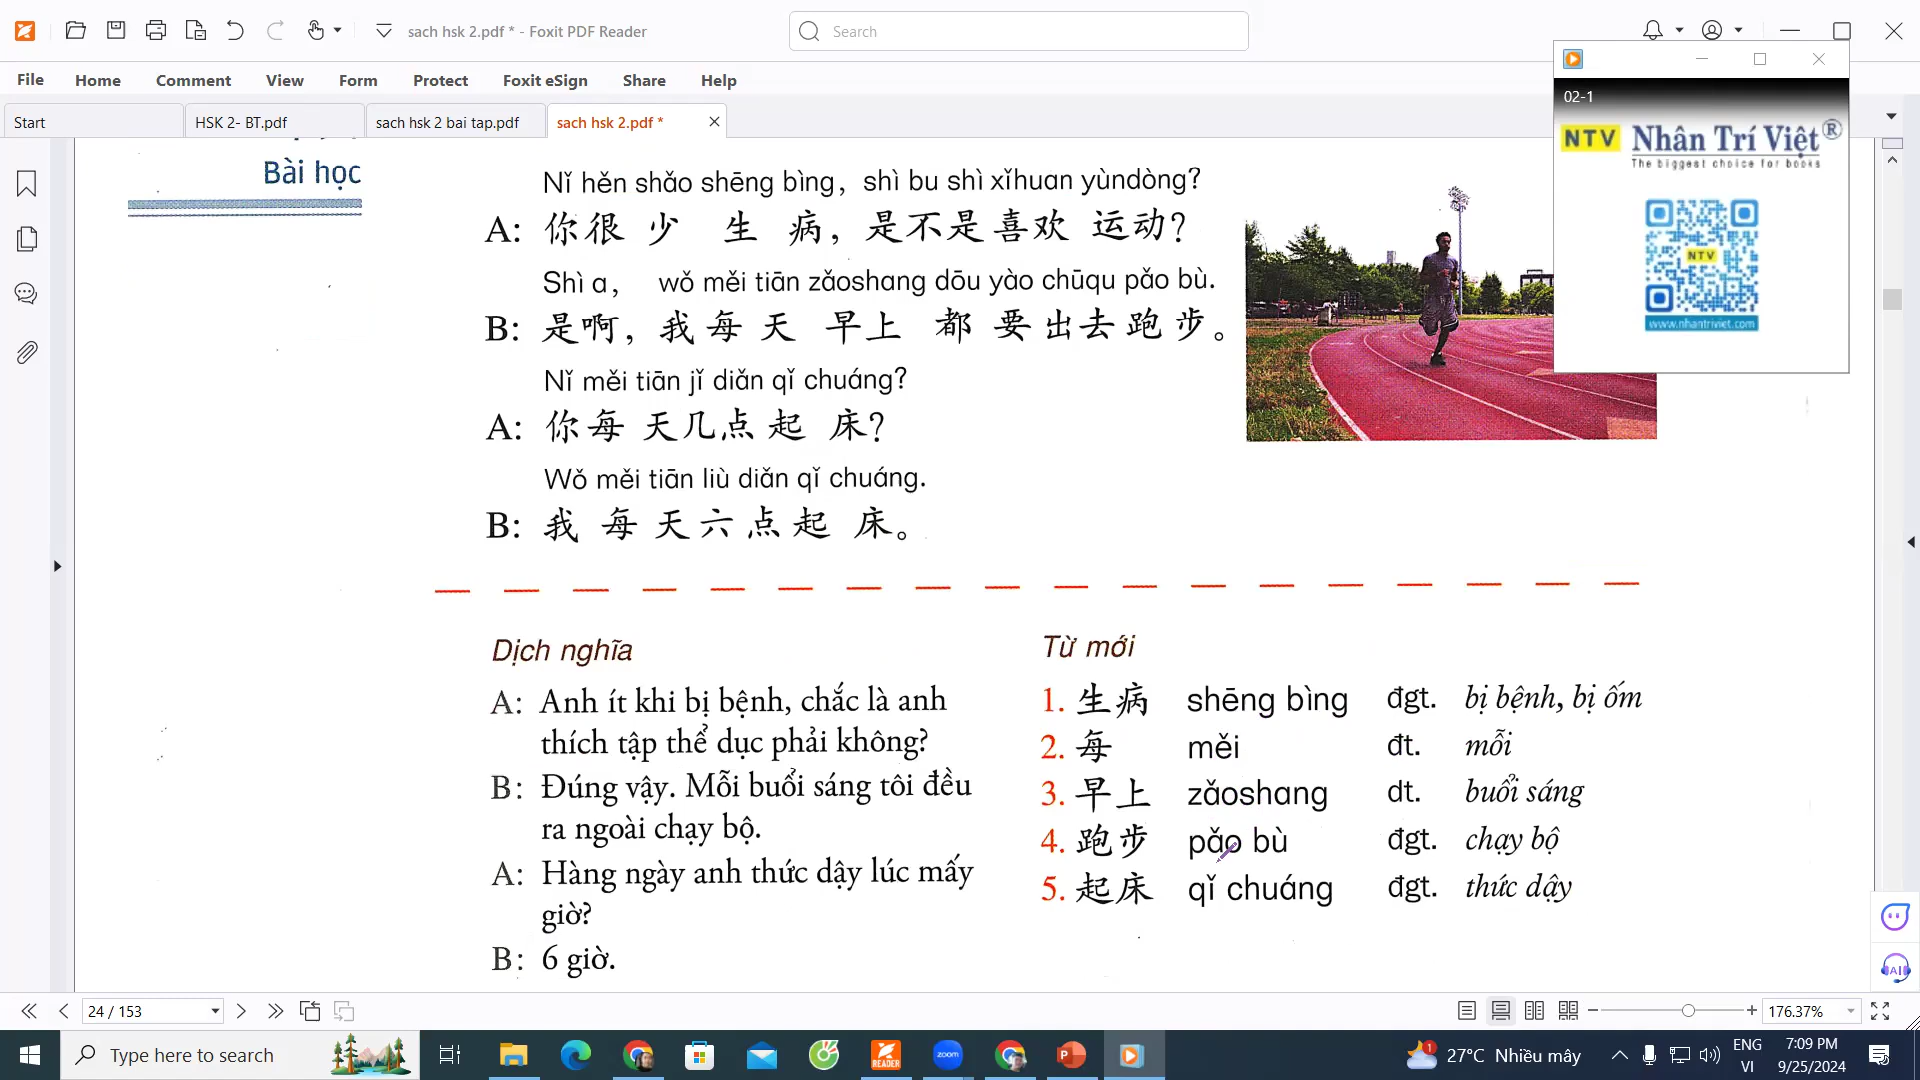 sach hsk 2.pdf * - Foxit PDF Reader
Search
File Home Comment View Form Protect Foxit eSign Share Help
Start
HSK 2- BT.pdf
sach hsk 2 bai tap.pdf
sach hsk 2.pdf *
02-1
NTV Nhân Trí Việt®
The biggest choice for books
NTV
www.nhantriviet.com
Bài học
Nǐ hěn shǎo shēng bìng, shì bu shì xǐhuan yùndòng?
A: 你很少生病，是不是喜欢运动？
Shì a, wǒ měi tiān zǎoshang dōu yào chūqu pǎo bù.
B: 是啊，我每天早上都要出去跑步。
Nǐ měi tiān jǐ diǎn qǐ chuáng?
A: 你每天几点起床？
Wǒ měi tiān liù diǎn qǐ chuáng.
B: 我每天六点起床。
Dịch nghĩa
A: Anh ít khi bị bệnh, chắc là anh
thích tập thể dục phải không?
B: Đúng vậy. Mỗi buổi sáng tôi đều
ra ngoài chạy bộ.
A: Hàng ngày anh thức dậy lúc mấy
giờ?
B: 6 giờ.
Từ mới
1. 生病 shēng bìng đgt. bị bệnh, bị ốm
2. 每 měi đt. mỗi
3. 早上 zǎoshang dt. buổi sáng
4. 跑步 pǎo bù đgt. chạy bộ
5. 起床 qǐ chuáng đgt. thức dậy
AI
24 / 153
176.37%
Type here to search
READER
zoom
1
27°C Nhiều mây
ENG
VI
7:09 PM
9/25/2024